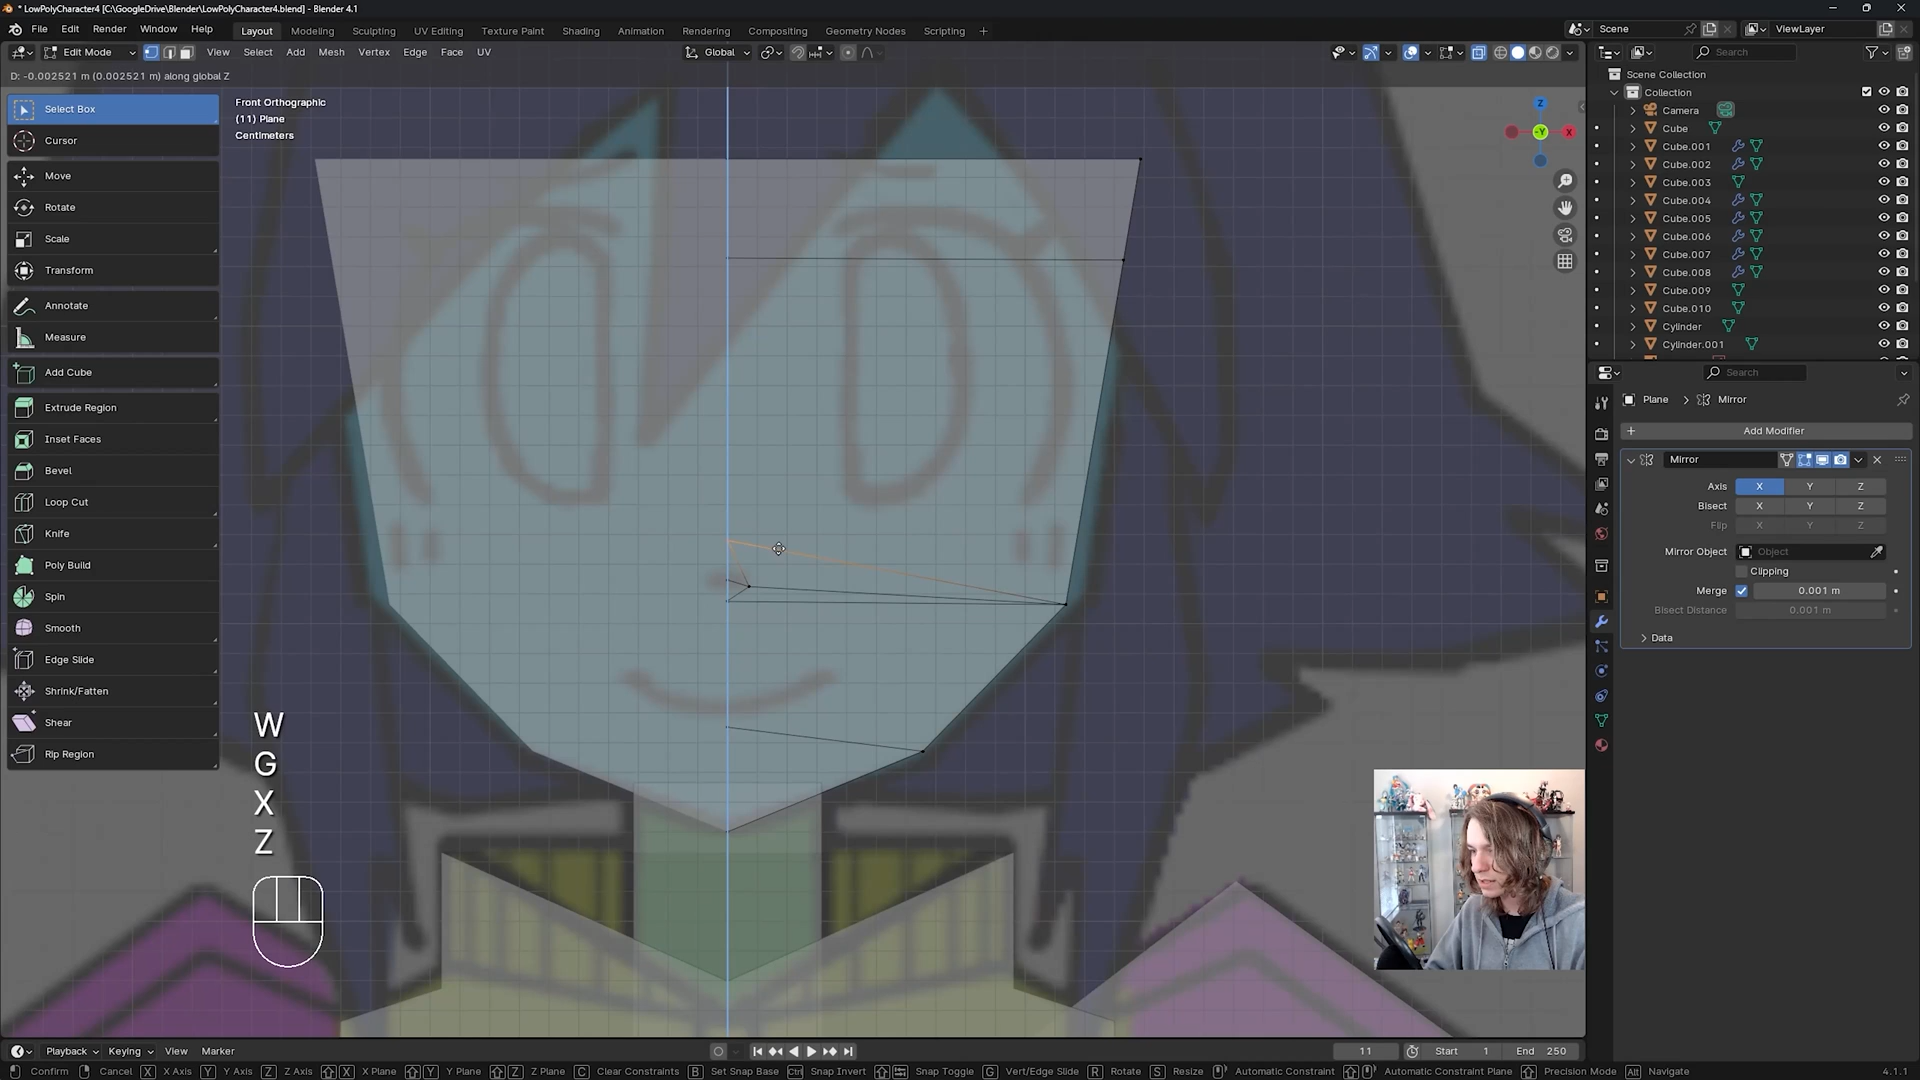 * LowPolyCharacter4 [C:\GoogleDrive\Blender\LowPolyCharacter4.blend] - Blender 4.1
File Edit Render Window Help
Layout Modeling Sculpting UV Editing Texture Paint Shading Animation Rendering Compositing Geometry Nodes Scripting +
Scene
ViewLayer
Edit Mode View Select Add Mesh Vertex Edge Face UV
Global
Search
D: -0.002521 m (0.002521 m) along global Z
Select Box
Cursor
Move
Rotate
Scale
Transform
Annotate
Measure
Add Cube
Extrude Region
Inset Faces
Bevel
Loop Cut
Knife
Poly Build
Spin
Smooth
Edge Slide
Shrink/Fatten
Shear
Rip Region
Front Orthographic
(11) Plane
Centimeters
Z
-Y
X
W
G
X
Z
Scene Collection
Collection
Camera
Cube
Cube.001
Cube.002
Cube.003
Cube.004
Cube.005
Cube.006
Cube.007
Cube.008
Cube.009
Cube.010
Cylinder
Cylinder.001
Search
Plane > Mirror
+ Add Modifier
Mirror
Axis X Y Z
Bisect X Y Z
Flip X Y Z
Mirror Object Object
Clipping
Merge 0.001 m
Bisect Distance 0.001 m
Data
Playback Keying View Marker
11 Start 1 End 250
Confirm Cancel X X Axis Y Y Axis Z Z Axis X X Plane Y Y Plane Z Z Plane C Clear Constraints B Set Snap Base Ctrl Snap Invert Snap Toggle G Vert/Edge Slide R Rotate S Resize Automatic Constraint Automatic Constraint Plane Precision Mode Alt Navigate
4.1.1